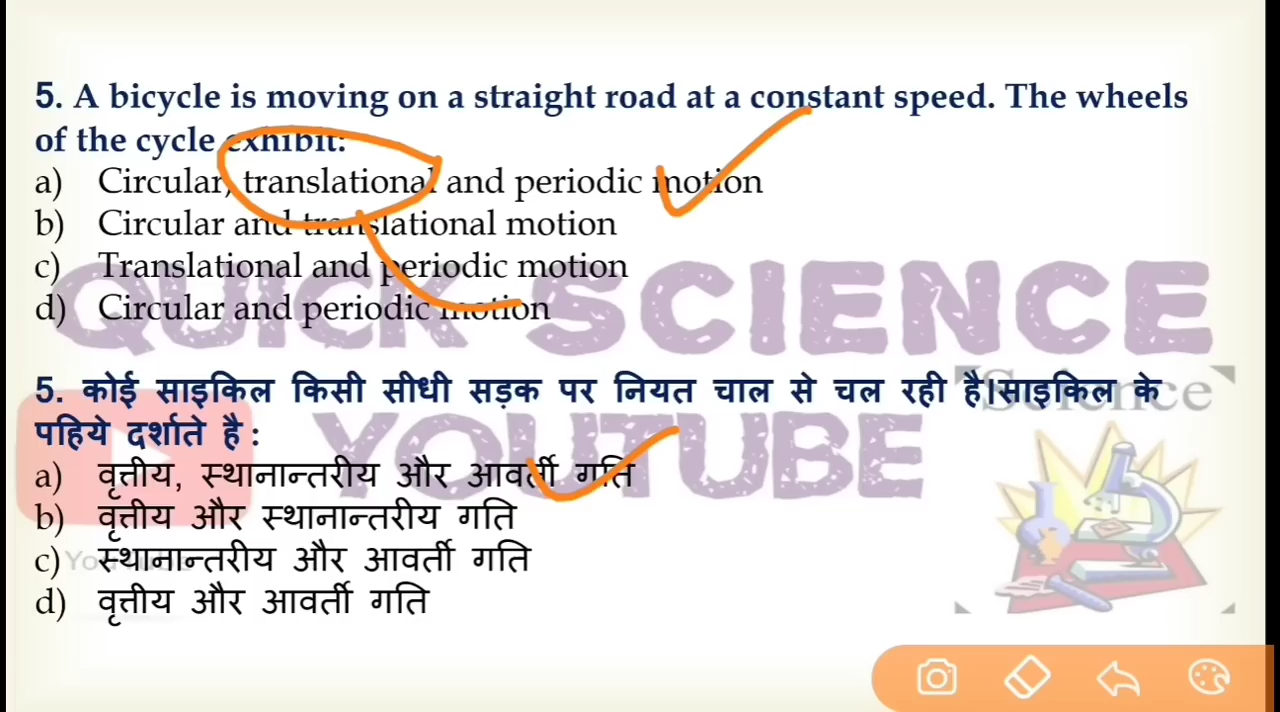 5. A bicycle is moving on a straight road at a constant speed. The wheels
of the cycle exhibit:
a) Circular, translational and periodic motion
b) Circular and translational motion
c) Translational and periodic motion
d) Circular and periodic motion
QUICK SCIENCE
5. कोई साइकिल किसी सीधी सड़क पर नियत चाल से चल रही है।साइकिल के
Science
पहिये दर्शाते है :
YOUTUBE
a) वृत्तीय, स्थानान्तरीय और आवर्ती गति
b) वृत्तीय और स्थानान्तरीय गति
c) स्थानान्तरीय और आवर्ती गति
YouTube
d) वृत्तीय और आवर्ती गति